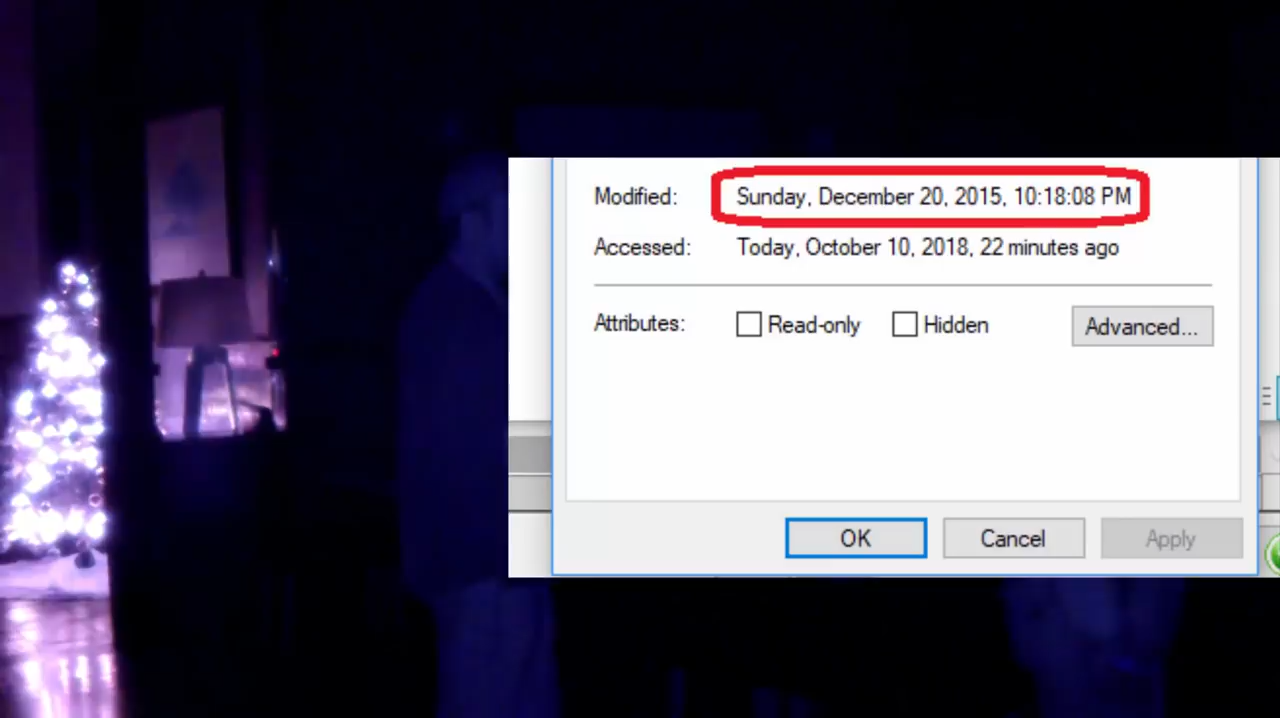 Modified: Sunday, December 20, 2015, 10:18:08 PM
Accessed: Today, October 10, 2018, 22 minutes ago
Attributes: Read-only Hidden Advanced...
OK Cancel Apply